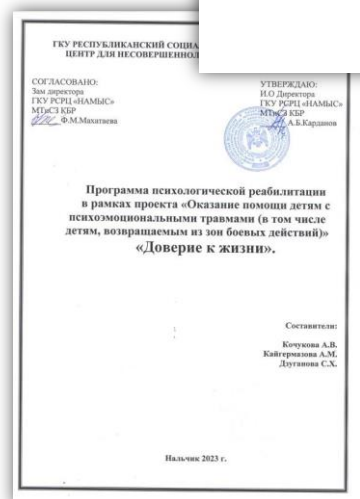 ГКУ РЕСПУБЛИКАНСКИЙ
ЦЕНТР ДЛЯ
СОГЛАСОВАНО:
Зам директора
ГКУ РСРЦ «НАМЫС»
МТиСЗ КБР
Ф.М.Махатаева
УТВЕРЖДАЮ:
И.О Директора
ГКУ РСРЦ «НАМЫС»
МТиСЗ КБР
А.Б.Карданов
Программа психологической реабилитации
в рамках проекта «Оказание помощи детям с
психоэмоциональными травмами (в том числе
детям, возвращаемым из зон боевых действий)»
«Доверие к жизни».
Составители:
Кочукова А.В.
Кайгермазова А.М.
Дзуганова С.Х.
Нальчик 2023 г.